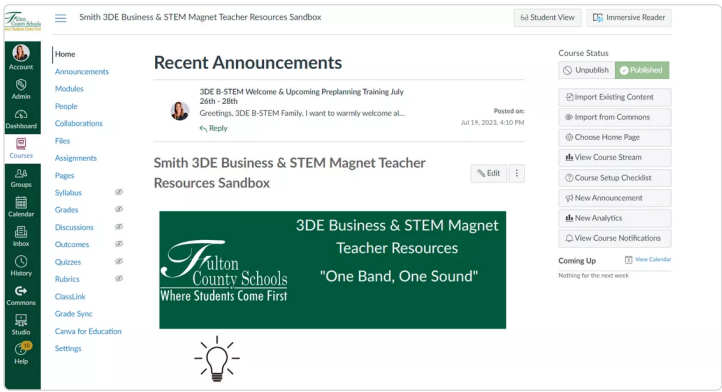 Fulton
County Schools
Where Students Come First
Smith 3DE Business & STEM Magnet Teacher Resources Sandbox
Student View
Immersive Reader
Account
Admin
Dashboard
Courses
Groups
Calendar
Inbox
History
Commons
Studio
Help
Home
Announcements
Modules
People
Collaborations
Files
Assignments
Pages
Syllabus
Grades
Discussions
Outcomes
Quizzes
Rubrics
ClassLink
Grade Sync
Canva for Education
Settings
Recent Announcements
3DE B-STEM Welcome & Upcoming Preplanning Training July
26th - 28th
Greetings, 3DE B-STEM Family, I want to warmly welcome al...
Reply
Posted on:
Jul 19, 2023, 4:10 PM
Smith 3DE Business & STEM Magnet Teacher
Resources Sandbox
Edit
3DE Business & STEM Magnet
Teacher Resources
"One Band, One Sound"
Fulton
County Schools
Where Students Come First
Course Status
Unpublish
Published
Import Existing Content
Import from Commons
Choose Home Page
View Course Stream
Course Setup Checklist
New Announcement
New Analytics
View Course Notifications
Coming Up
View Calendar
Nothing for the next week